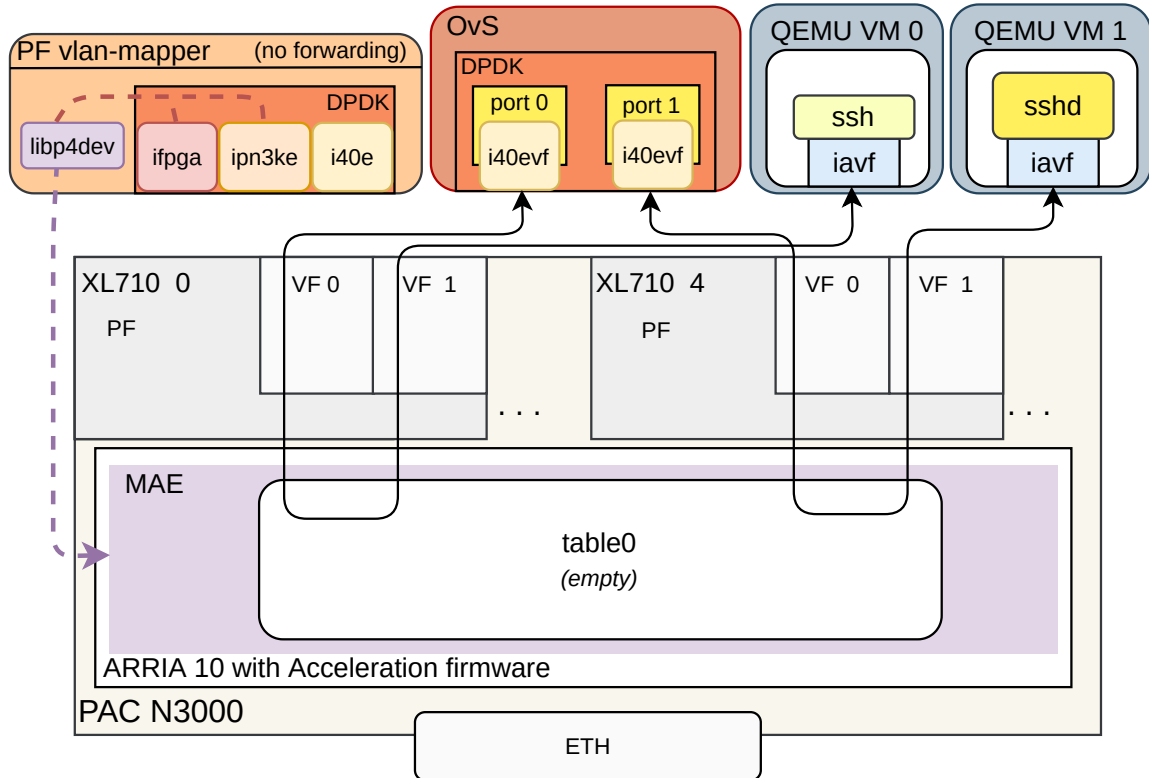 PF vlan-mapper (no forwarding)
DPDK
libp4dev
ifpga
ipn3ke
i40e
OvS
DPDK
port 0
port 1
i40evf
i40evf
QEMU VM 0
ssh
iavf
QEMU VM 1
sshd
iavf
XL710 0
PF
VF 0
VF 1
. . .
XL710 4
PF
VF 0
VF 1
. . .
MAE
table0
(empty)
ARRIA 10 with Acceleration firmware
PAC N3000
ETH